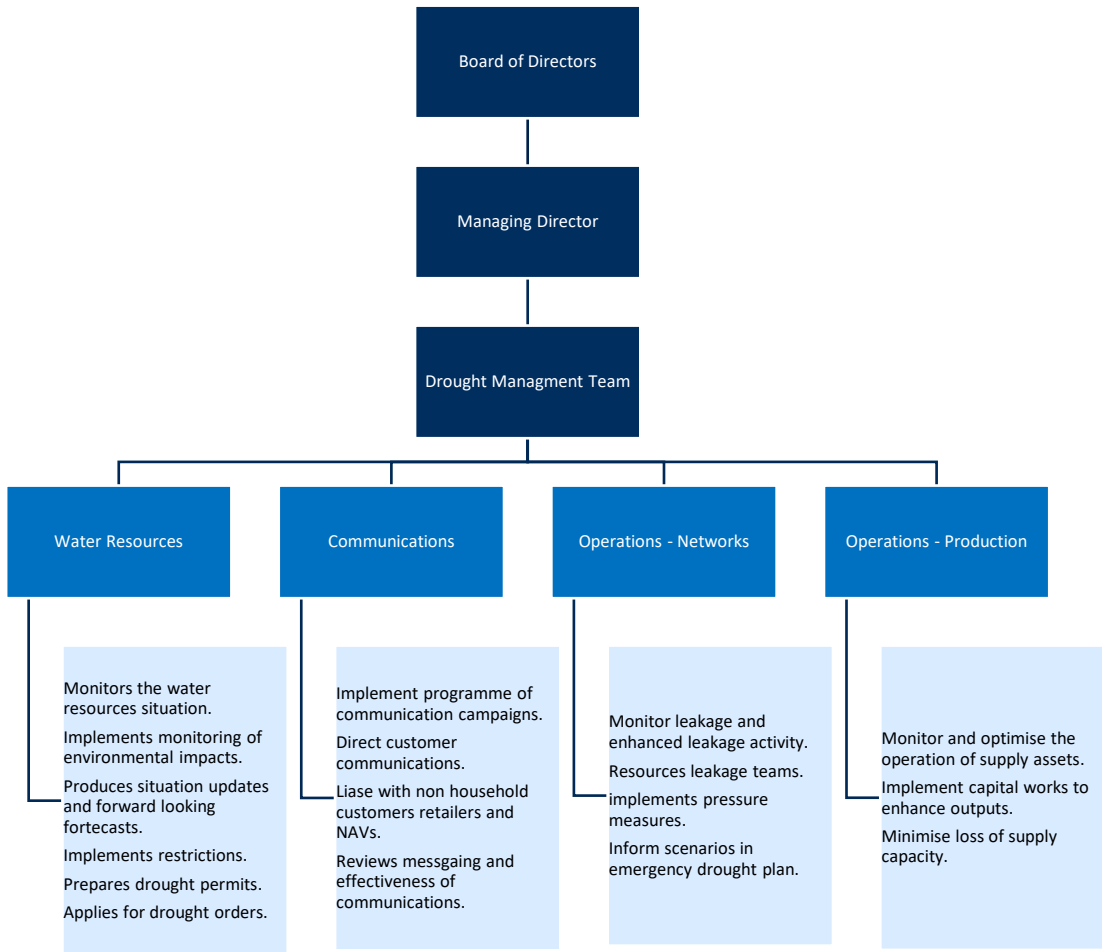 Board of Directors
Managing Director
Drought Managment Team
Water Resources
Communications
Operations - Networks
Operations - Production
Monitors the water
resources situation.
Implements monitoring of
environmental impacts.
Produces situation updates
and forward looking
fortecasts.
Implements restrictions.
Prepares drought permits.
Applies for drought orders.
Implement programme of
communication campaigns.
Direct customer
communications.
Liase with non household
customers retailers and
NAVs.
Reviews messgaing and
effectiveness of
communications.
Monitor leakage and
enhanced leakage activity.
Resources leakage teams.
implements pressure
measures.
Inform scenarios in
emergency drought plan.
Monitor and optimise the
operation of supply assets.
Implement capital works to
enhance outputs.
Minimise loss of supply
capacity.